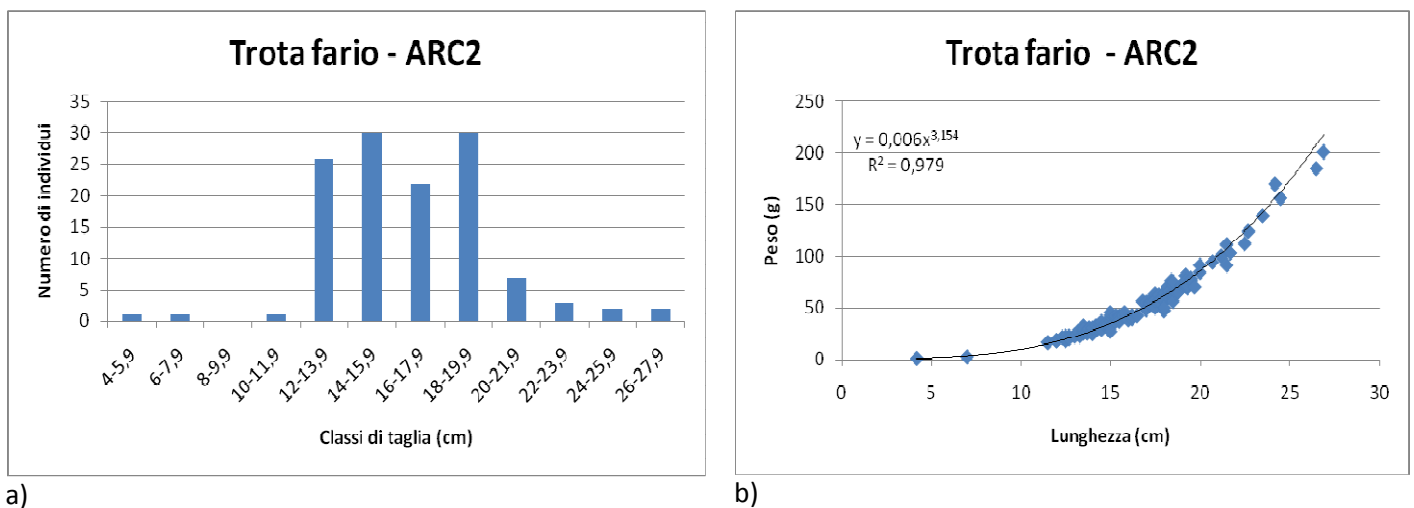 Trota fario - ARC2
Numero di individui
35
30
25
20
15
10
5
0
4-5,9
6-7,9
8-9,9
10-11,9
12-13,9
14-15,9
16-17,9
18-19,9
20-21,9
22-23,9
24-25,9
26-27,9
Classi di taglia (cm)
a)
Trota fario - ARC2
Peso (g)
250
200
150
100
50
0
y = 0,006x^3,154
R² = 0,979
0 5 10 15 20 25 30
Lunghezza (cm)
b)